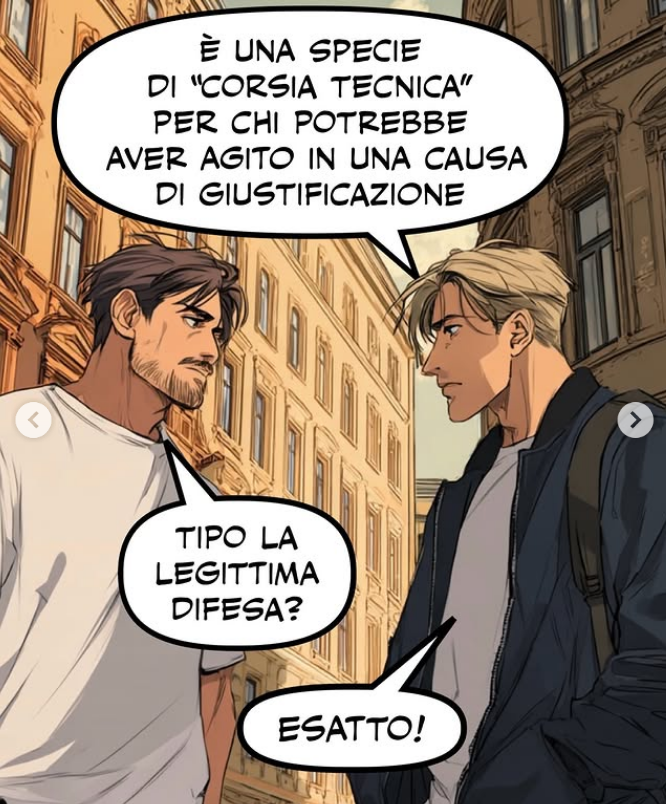 È UNA SPECIE
DI "CORSIA TECNICA"
PER CHI POTREBBE
AVER AGITO IN UNA CAUSA
DI GIUSTIFICAZIONE
TIPO LA
LEGITTIMA
DIFESA?
ESATTO!